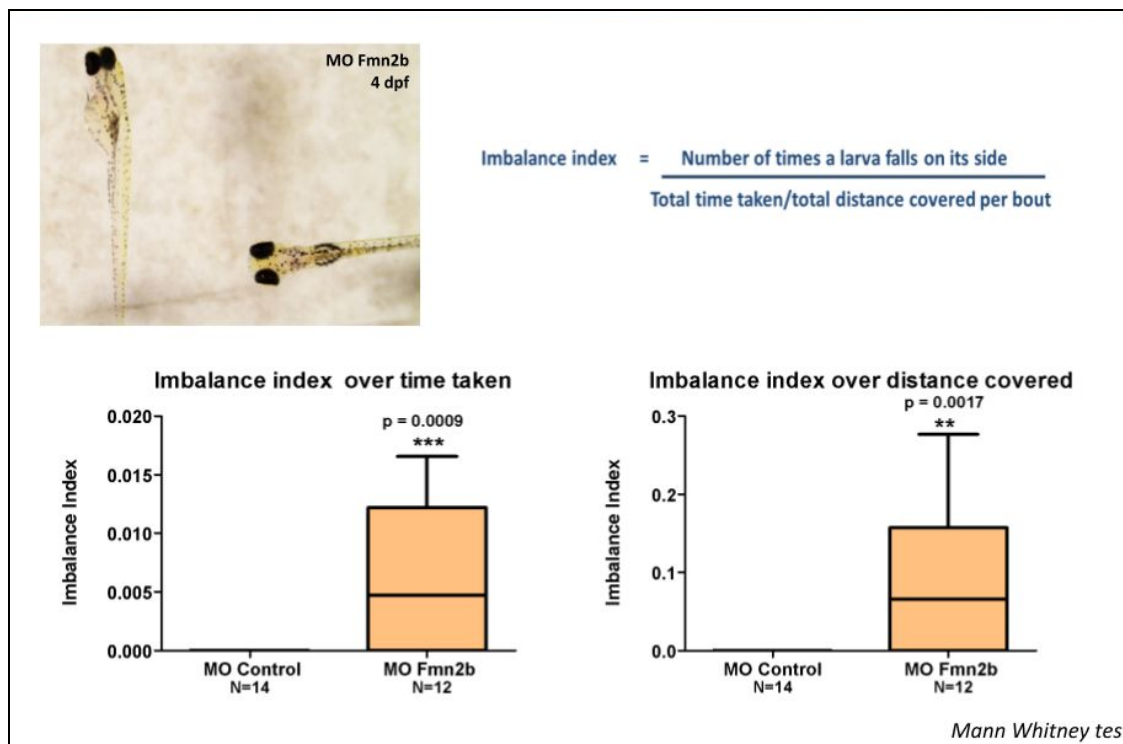 MO Fmn2b
4 dpf
Imbalance index = Number of times a larva falls on its side
Total time taken/total distance covered per bout
Imbalance index over time taken
p = 0.0009
***
0.020
0.015
0.010
0.005
0.000
Imbalance Index
MO Control
N=14
MO Fmn2b
N=12
Imbalance index over distance covered
p = 0.0017
**
0.3
0.2
0.1
0.0
Imbalance Index
MO Control
N=14
MO Fmn2b
N=12
Mann Whitney tes